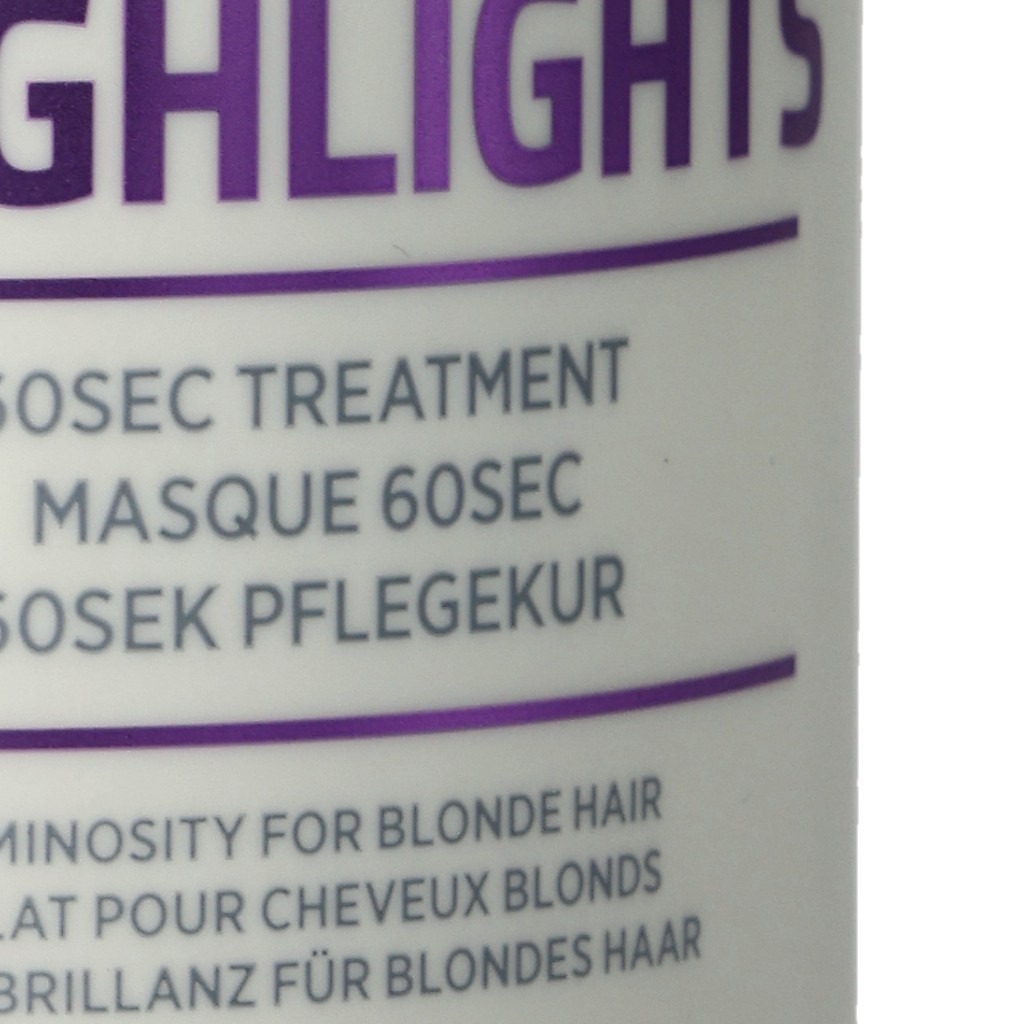 GHLIGHTS
60SEC TREATMENT
MASQUE 60SEC
60SEK PFLEGEKUR
MINOSITY FOR BLONDE HAIR
LAT POUR CHEVEUX BLONDS
BRILLANZ FÜR BLONDES HAAR